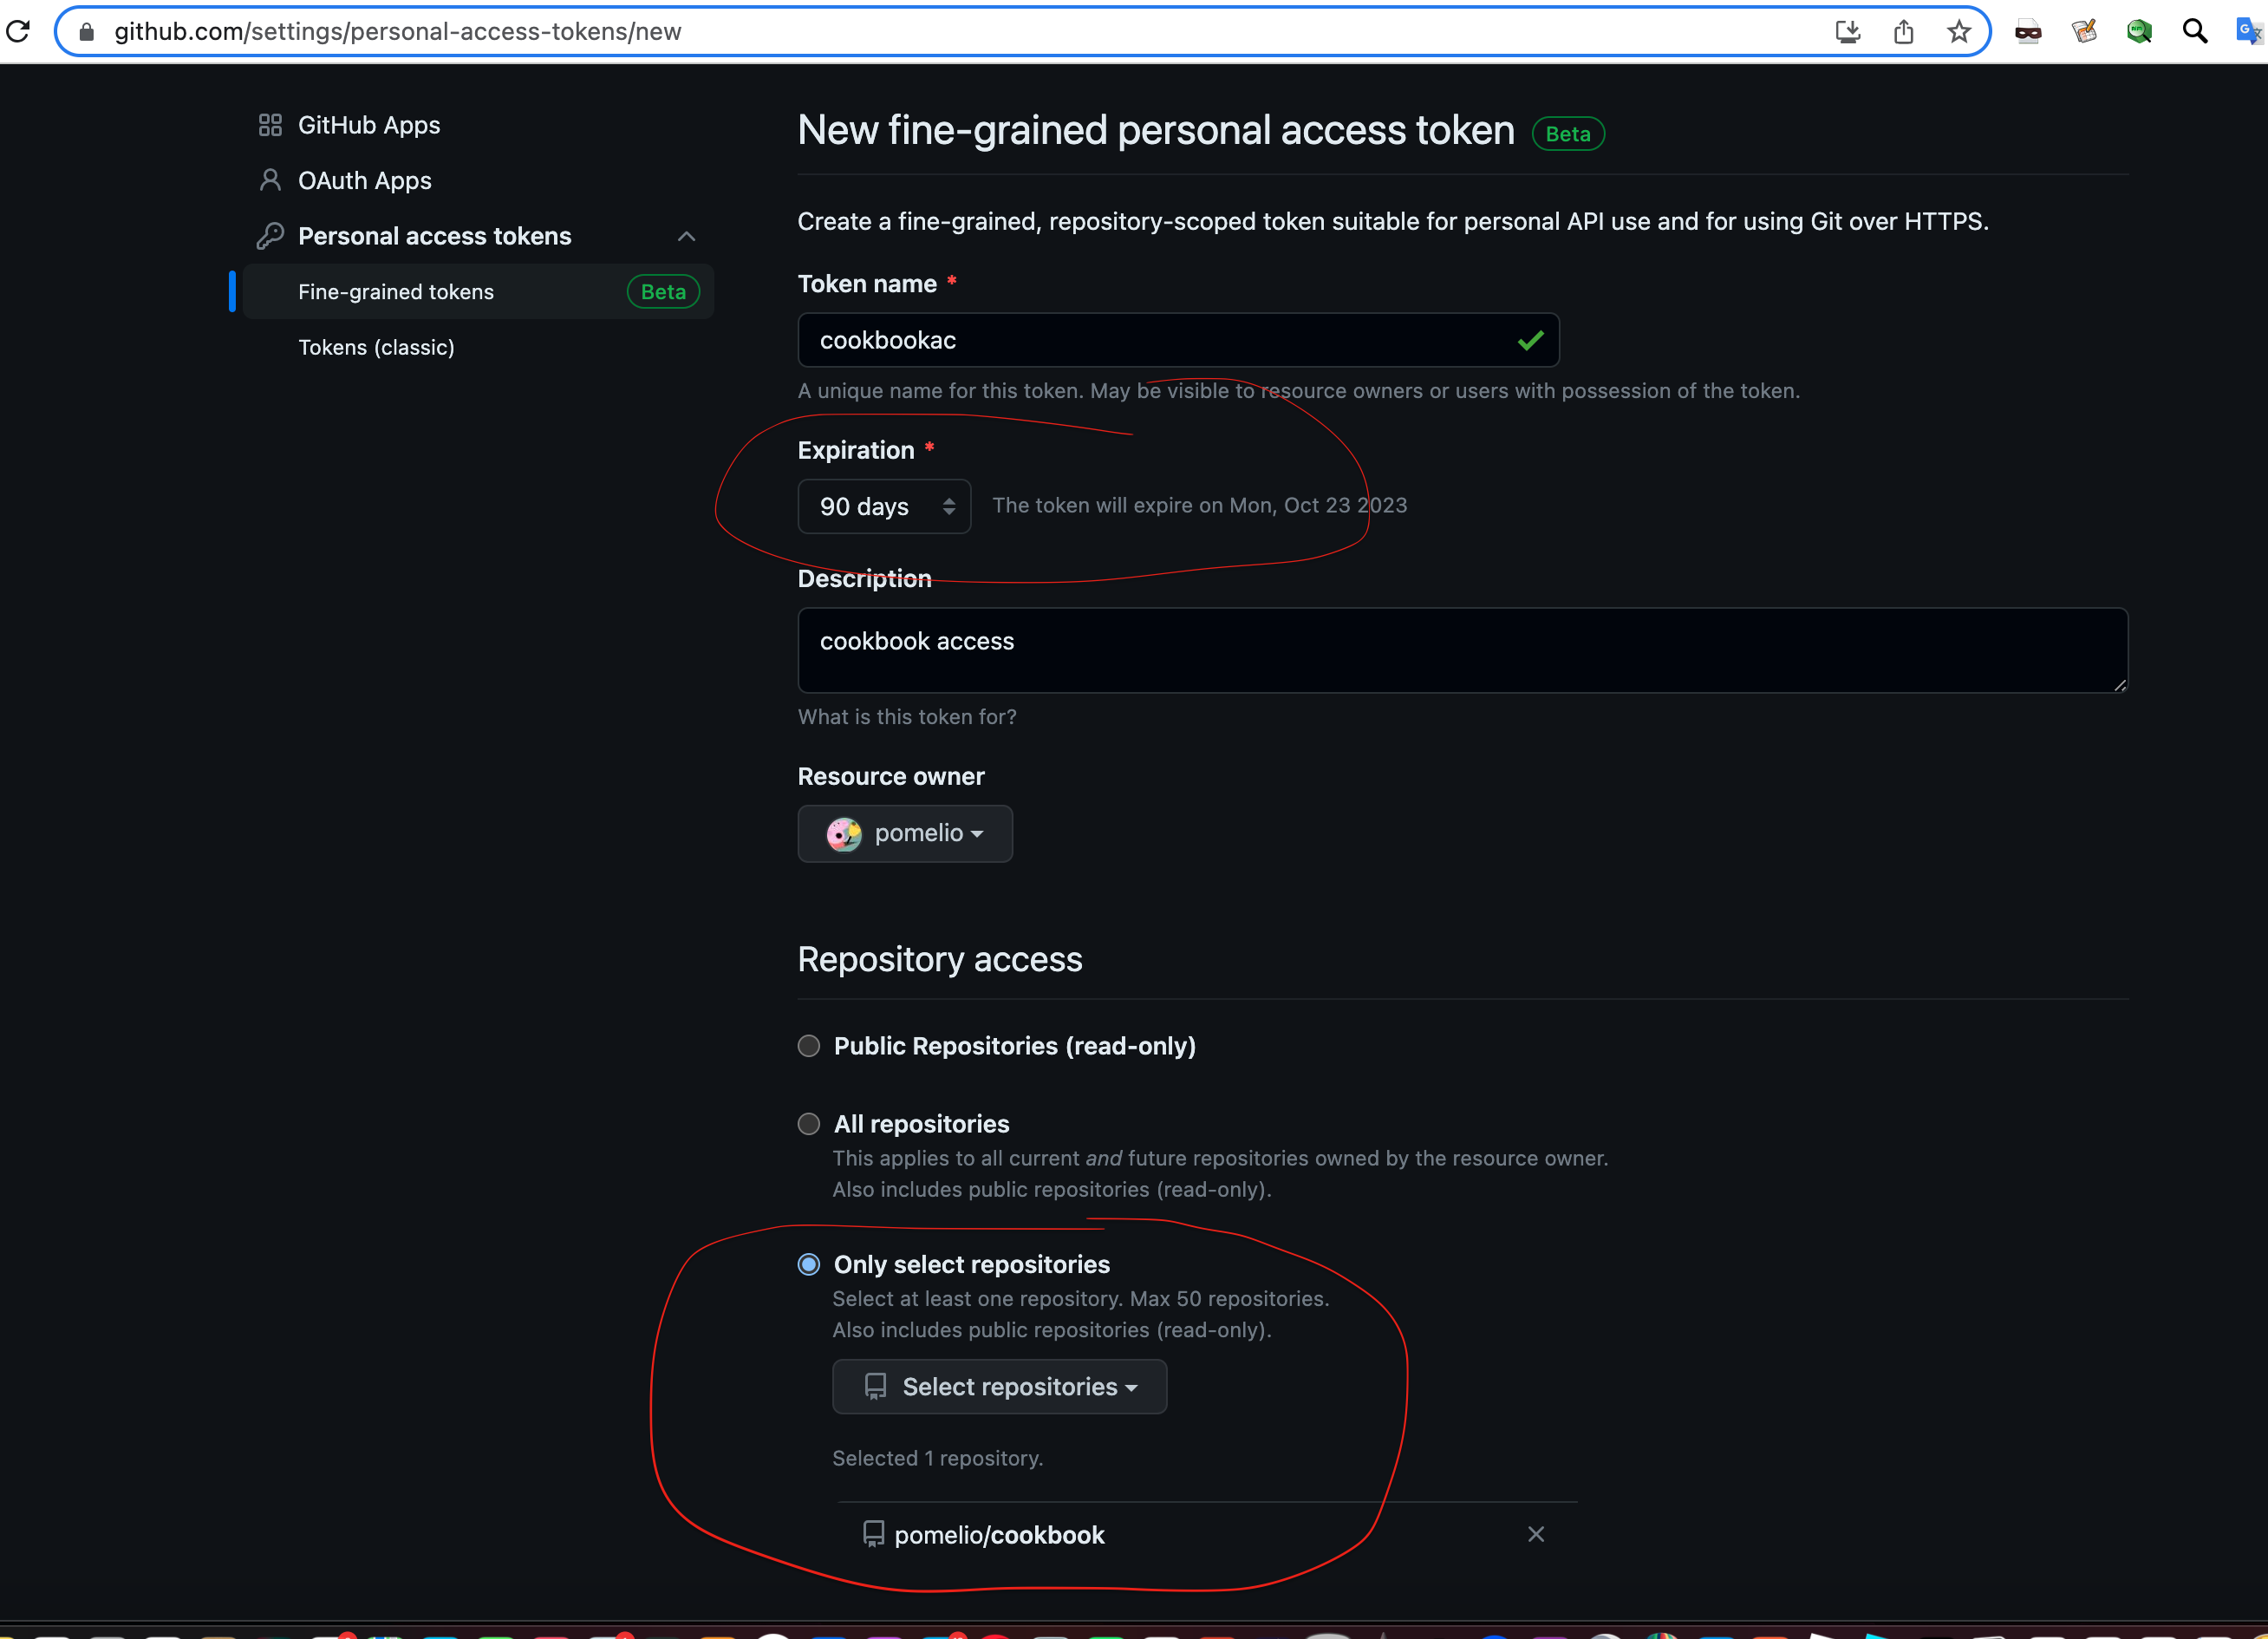 github.com/settings/personal-access-tokens/new
GitHub Apps
OAuth Apps
Personal access tokens
Fine-grained tokens Beta
Tokens (classic)
New fine-grained personal access token Beta
Create a fine-grained, repository-scoped token suitable for personal API use and for using Git over HTTPS.
Token name *
cookbookac
A unique name for this token. May be visible to resource owners or users with possession of the token.
Expiration *
90 days The token will expire on Mon, Oct 23 2023
Description
cookbook access
What is this token for?
Resource owner
pomelio
Repository access
Public Repositories (read-only)
All repositories
This applies to all current and future repositories owned by the resource owner.
Also includes public repositories (read-only).
Only select repositories
Select at least one repository. Max 50 repositories.
Also includes public repositories (read-only).
Select repositories
Selected 1 repository.
pomelio/cookbook